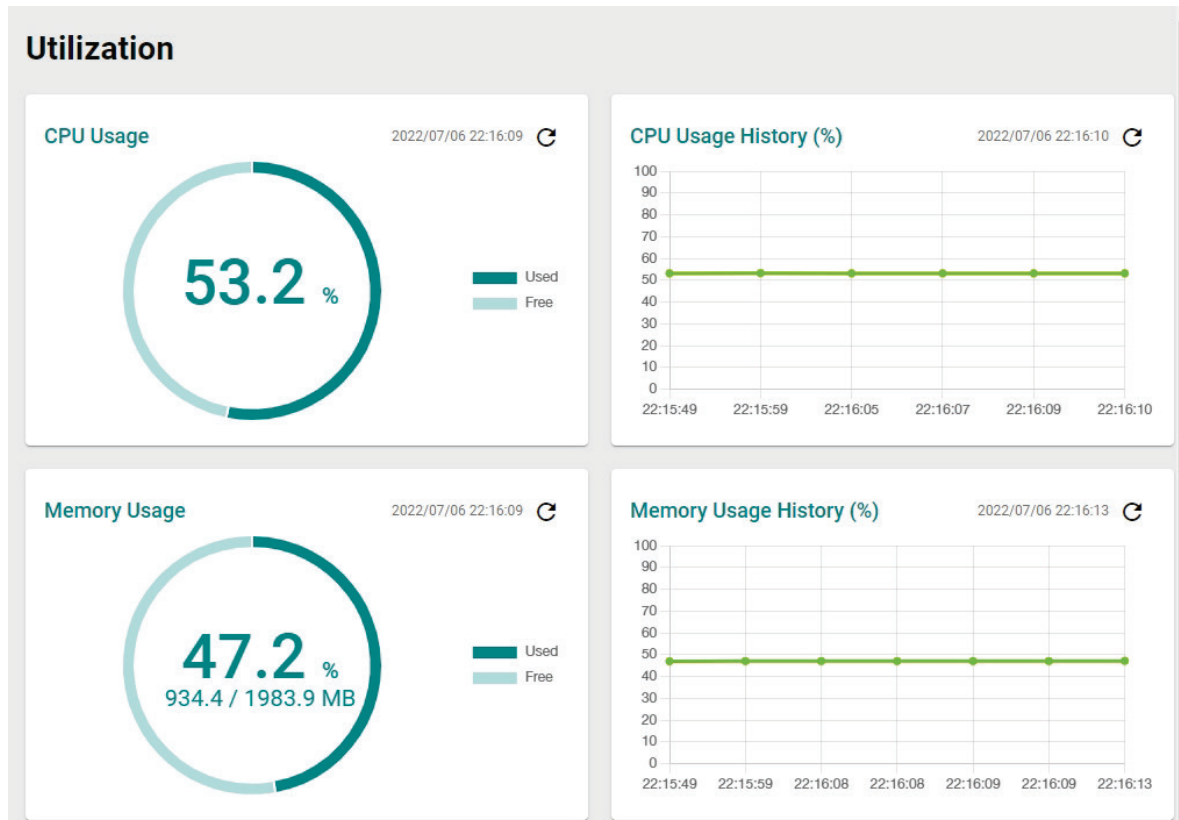 Utilization
CPU Usage
2022/07/06 22:16:09
53.2 %
Used
Free
CPU Usage History (%)
2022/07/06 22:16:10
100
90
80
70
60
50
40
30
20
10
0
22:15:49 22:15:59 22:16:05 22:16:07 22:16:09 22:16:10
Memory Usage
2022/07/06 22:16:09
47.2 %
934.4 / 1983.9 MB
Used
Free
Memory Usage History (%)
2022/07/06 22:16:13
100
90
80
70
60
50
40
30
20
10
0
22:15:49 22:15:59 22:16:08 22:16:08 22:16:09 22:16:09 22:16:13